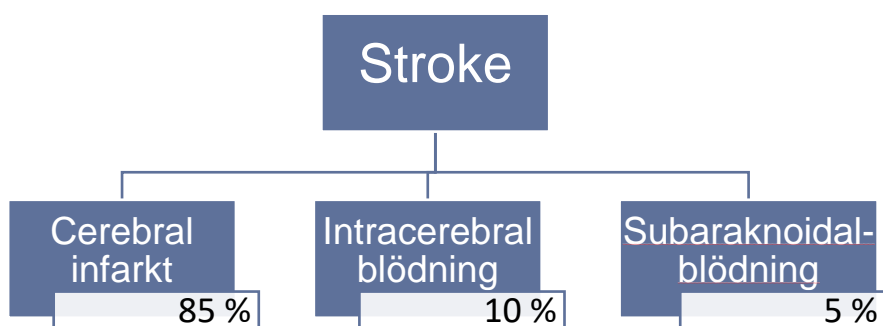 Stroke
Cerebral
infarkt
85 %
Intracerebral
blödning
10 %
Subaraknoidal-
blödning
5 %